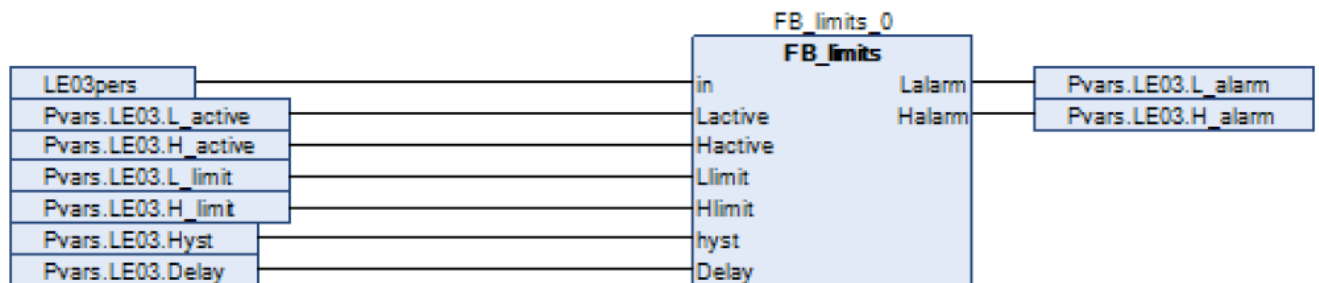 FB_limits_0
FB_limits
LE03pers in Lalarm Pvars.LE03.L_alarm
Pvars.LE03.L_active Lactive Halarm Pvars.LE03.H_alarm
Pvars.LE03.H_active Hactive
Pvars.LE03.L_limit Llimit
Pvars.LE03.H_limit Hlimit
Pvars.LE03.Hyst hyst
Pvars.LE03.Delay Delay